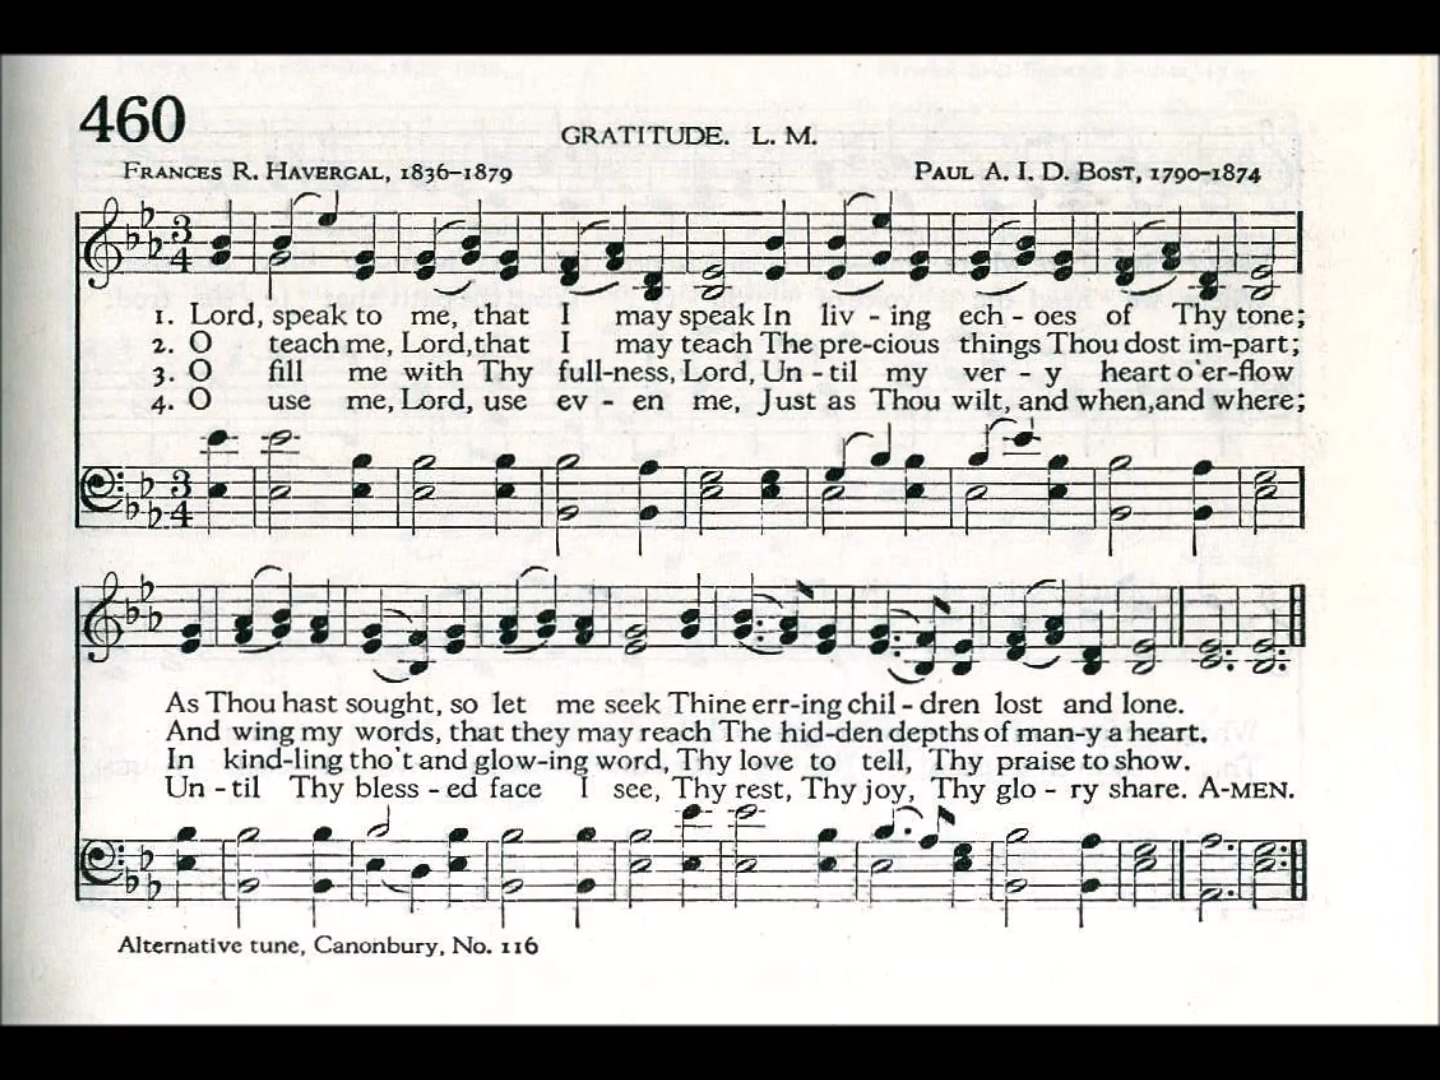 460
GRATITUDE. L. M.
FRANCES R. HAVERGAL, 1836–1879 PAUL A. I. D. BOST, 1790–1874
3
4
1. Lord, speak to me, that I may speak In liv - ing ech - oes of Thy tone;
2. O teach me, Lord, that I may teach The pre-cious things Thou dost im-part;
3. O fill me with Thy full-ness, Lord, Un - til my ver - y heart o'er-flow
4. O use me, Lord, use ev - en me, Just as Thou wilt, and when, and where;
3
4
As Thou hast sought, so let me seek Thine err-ing chil - dren lost and lone.
And wing my words, that they may reach The hid-den depths of man-y a heart.
In kind-ling tho't and glow-ing word, Thy love to tell, Thy praise to show.
Un - til Thy bless - ed face I see, Thy rest, Thy joy, Thy glo - ry share. A-MEN.
Alternative tune, Canonbury, No. 116